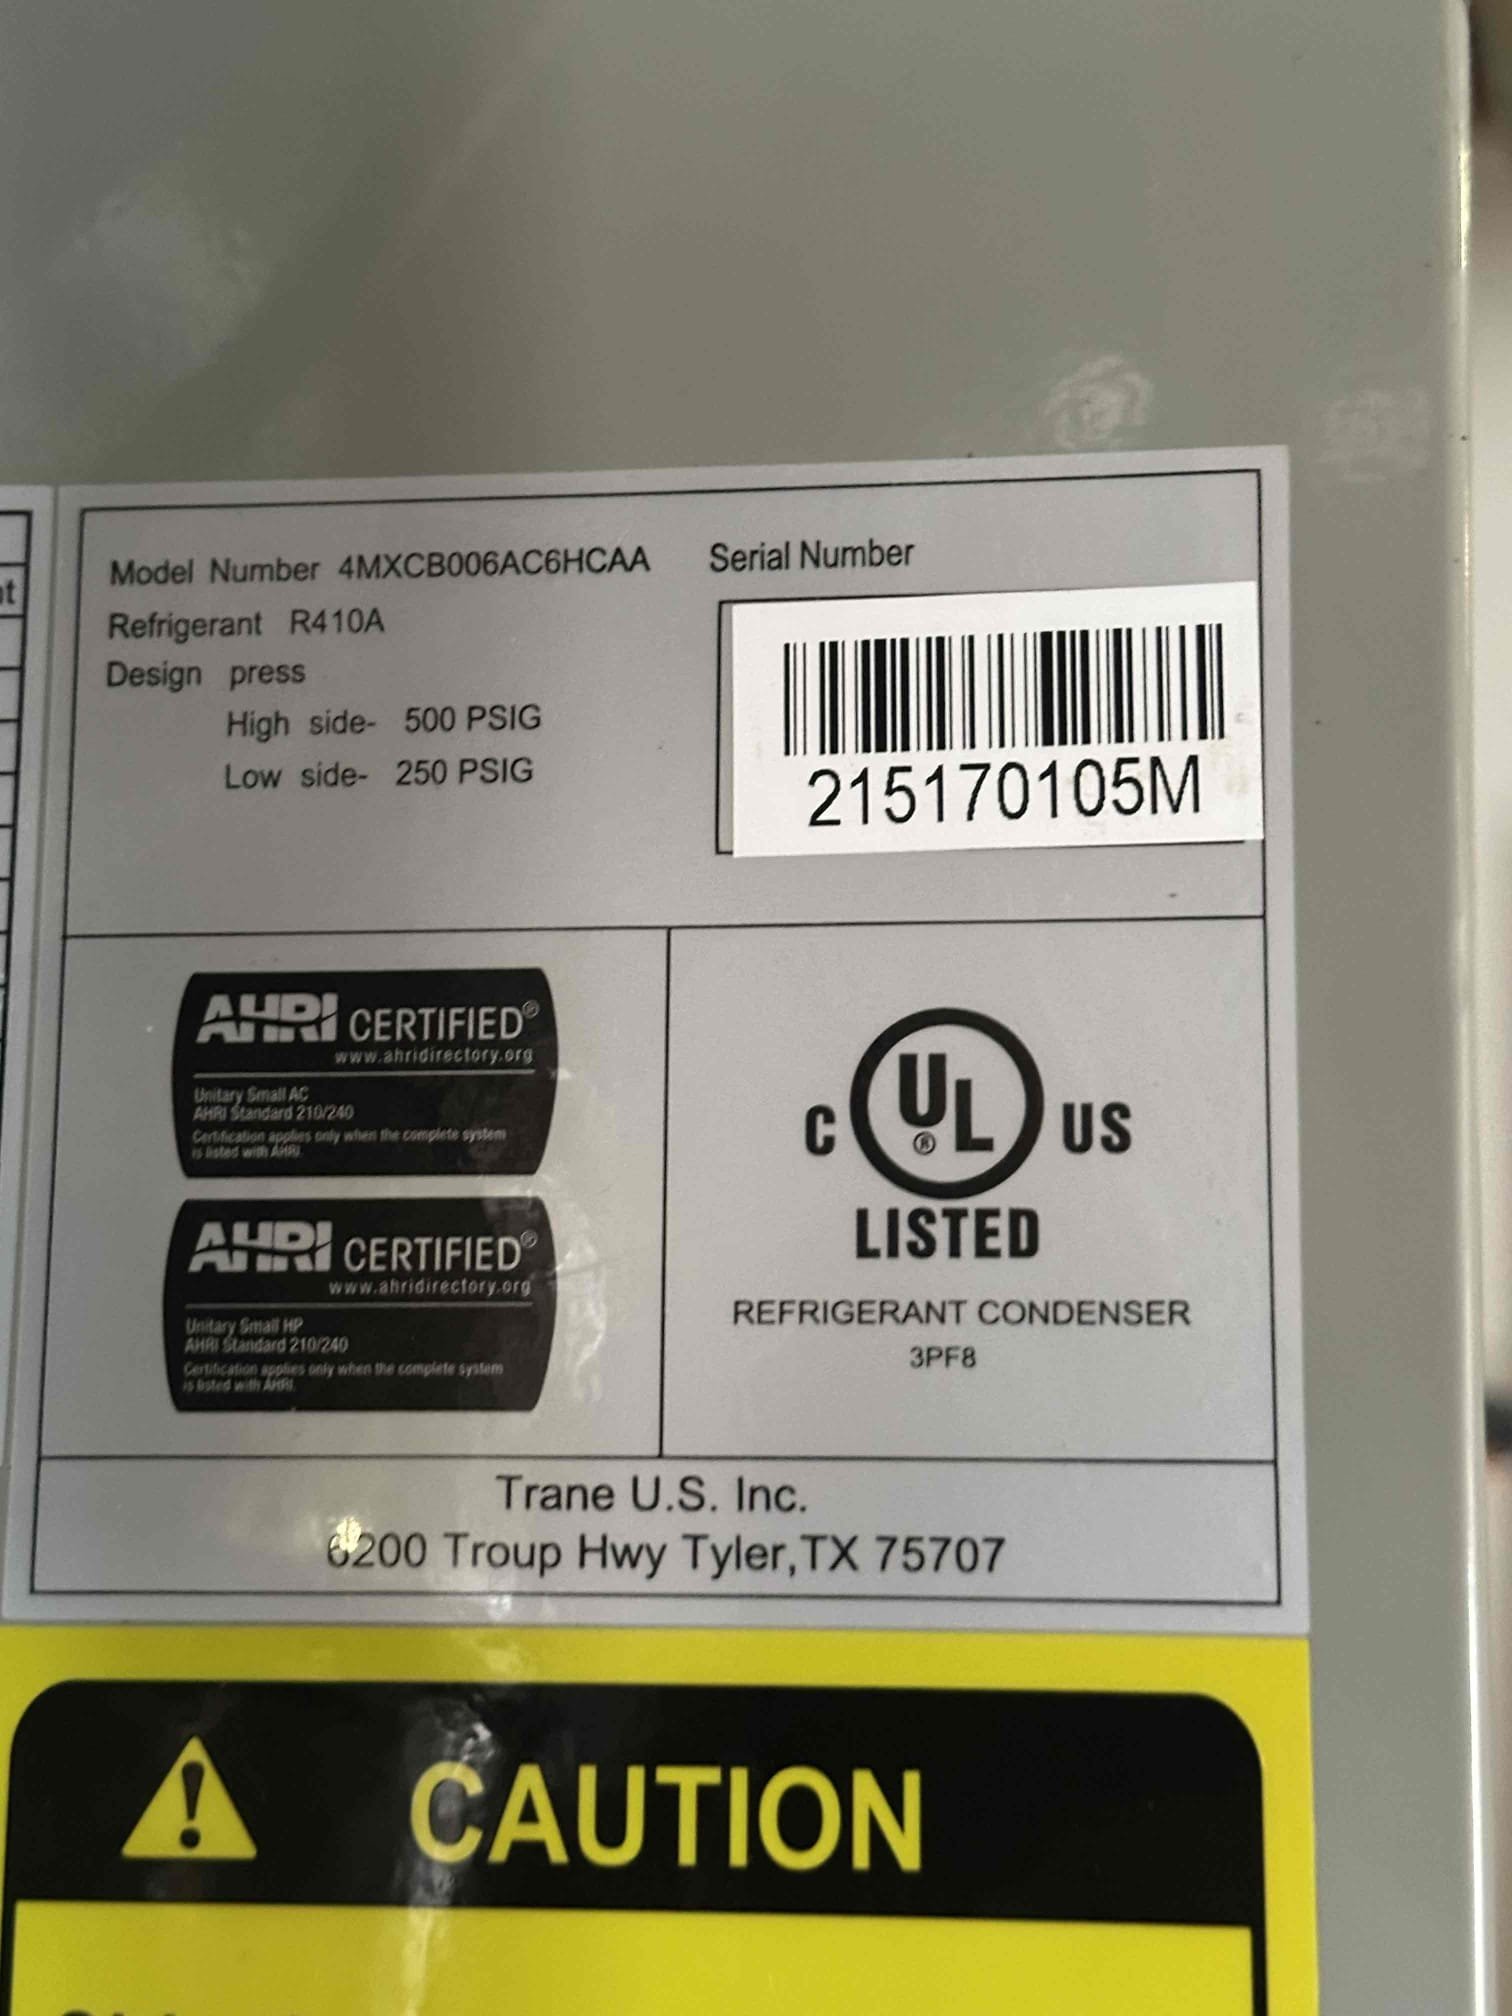 nt
Model Number 4MXCB006AC6HCAA
Refrigerant R410A
Design press
High side- 500 PSIG
Low side- 250 PSIG
Serial Number
215170105M
AHRI CERTIFIED®
www.ahridirectory.org
Unitary Small AC
AHRI Standard 210/240
Certification applies only when the complete system
is listed with AHRI.
AHRI CERTIFIED®
www.ahridirectory.org
Unitary Small HP
AHRI Standard 210/240
Certification applies only when the complete system
is listed with AHRI.
C UL® US
LISTED
REFRIGERANT CONDENSER
3PF8
Trane U.S. Inc.
6200 Troup Hwy Tyler,TX 75707
CAUTION